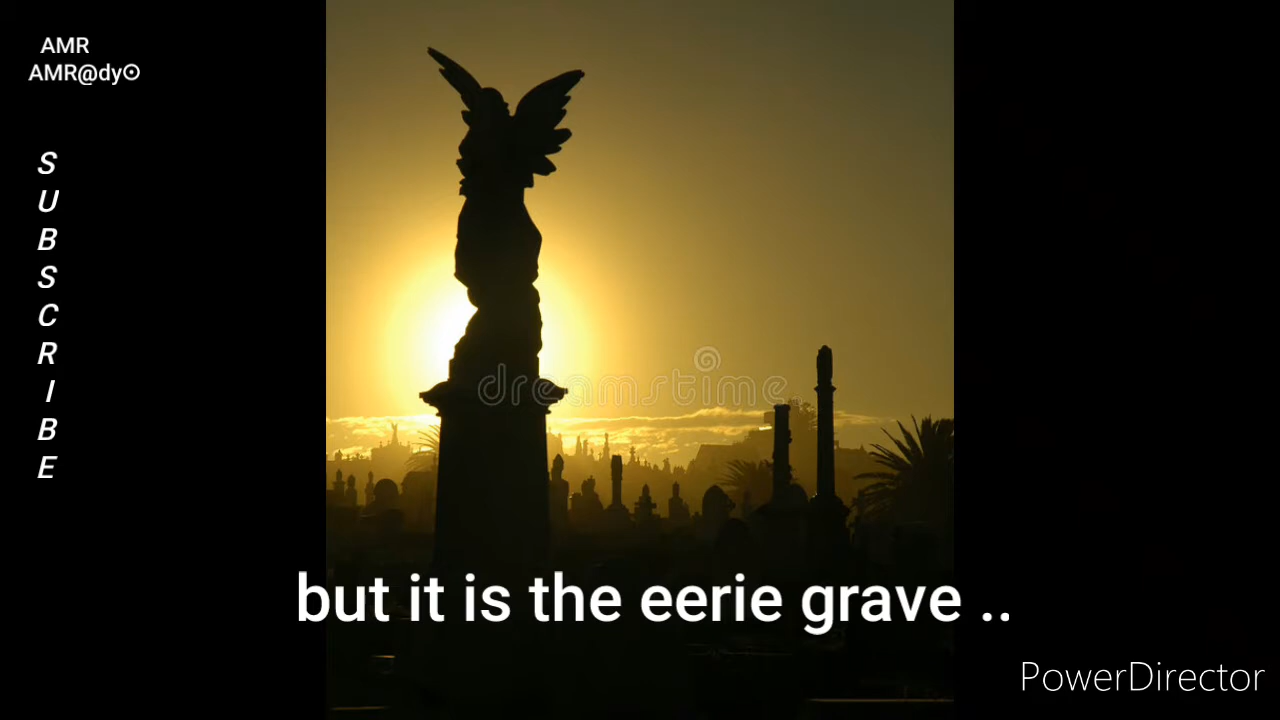 AMR
AMR@dy⊙
S
U
B
S
C
R
I
B
E
dreamstime
but it is the eerie grave ..
PowerDirector